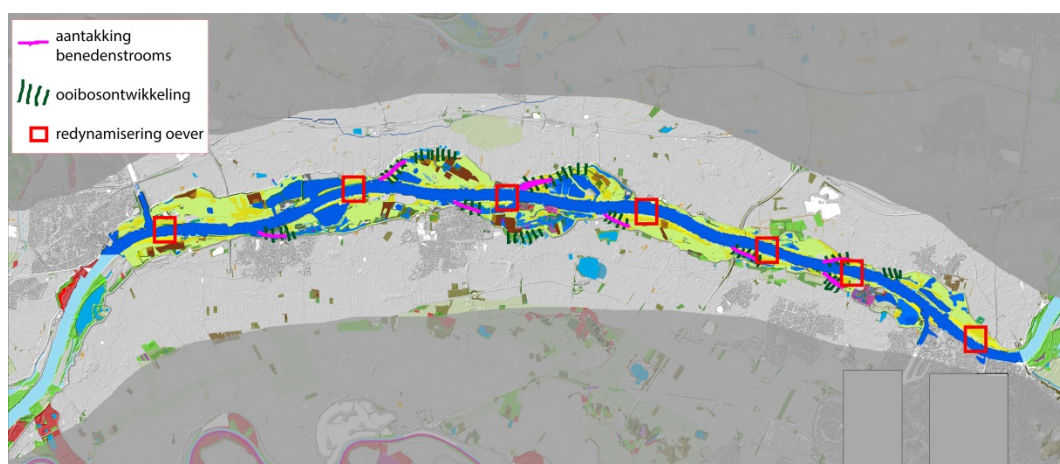 aantakking
benedenstrooms
ooibosontwikkeling
redynamisering oever